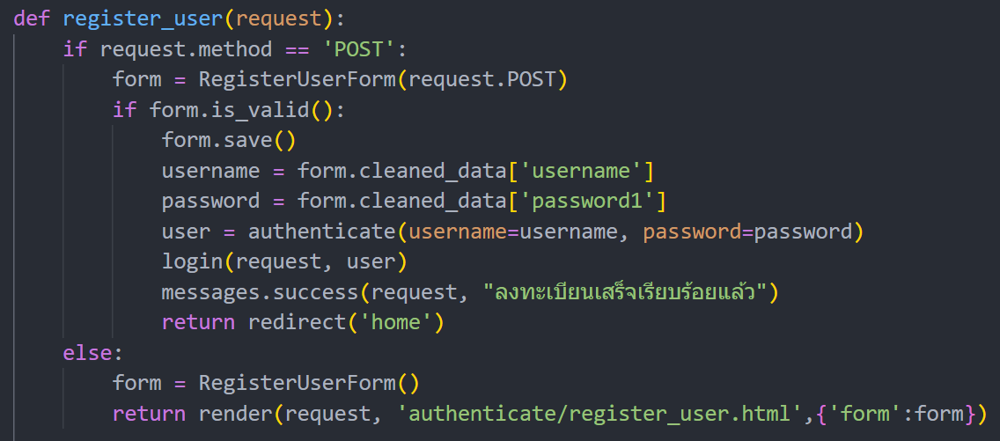 def register_user(request):
    if request.method == 'POST':
        form = RegisterUserForm(request.POST)
        if form.is_valid():
            form.save()
            username = form.cleaned_data['username']
            password = form.cleaned_data['password1']
            user = authenticate(username=username, password=password)
            login(request, user)
            messages.success(request, "ลงทะเบียนเสร็จเรียบร้อยแล้ว")
            return redirect('home')
    else:
        form = RegisterUserForm()
        return render(request, 'authenticate/register_user.html',{'form':form})